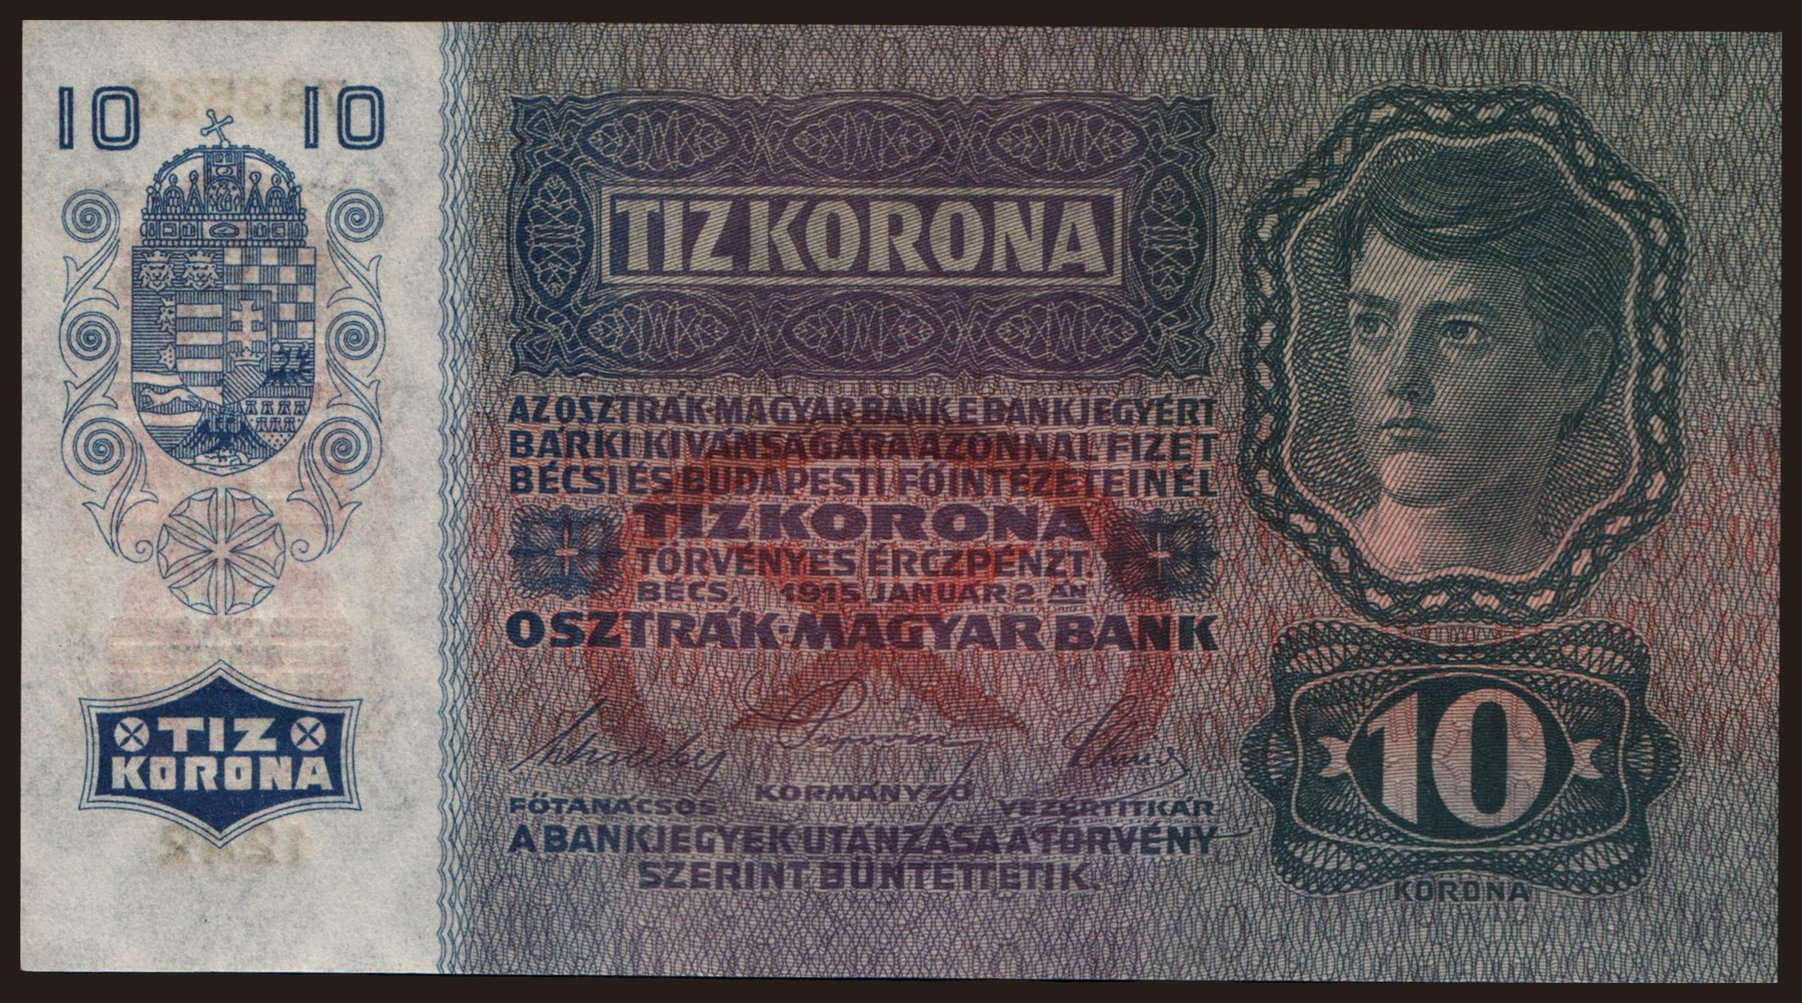 10 10
TIZ KORONA
AZ OSZTRÁK-MAGYAR BANK E BANKJEGYÉRT
BÁRKI KIVÁNSÁGÁRA AZONNAL FIZET
BÉCSI ÉS BUDAPESTI FŐINTÉZETEINÉL
TIZ KORONA
TÖRVÉNYES ÉRCZPÉNZT.
BÉCS, 1915 JANUÁR 2.ÁN
OSZTRÁK-MAGYAR BANK
FŐTANÁCSOS KORMÁNYZÓ VEZÉRTITKÁR
A BANKJEGYEK UTÁNZÁSA A TÖRVÉNY
SZERINT BÜNTETTETIK.
TIZ
KORONA
10
KORONA